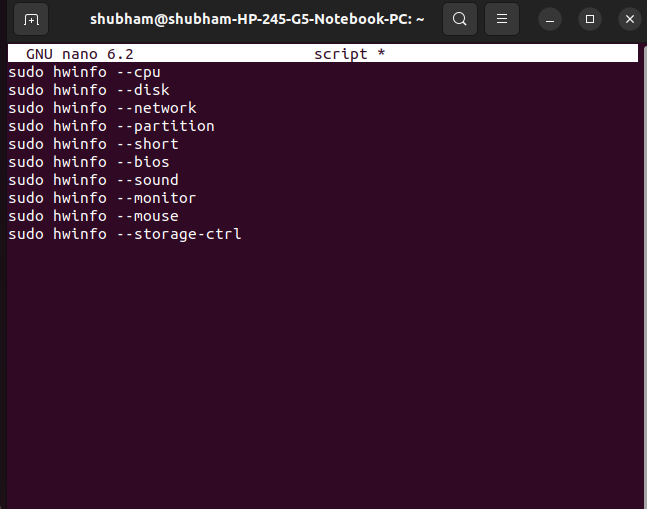 shubham@shubham-HP-245-G5-Notebook-PC: ~
GNU nano 6.2 script *
sudo hwinfo --cpu
sudo hwinfo --disk
sudo hwinfo --network
sudo hwinfo --partition
sudo hwinfo --short
sudo hwinfo --bios
sudo hwinfo --sound
sudo hwinfo --monitor
sudo hwinfo --mouse
sudo hwinfo --storage-ctrl